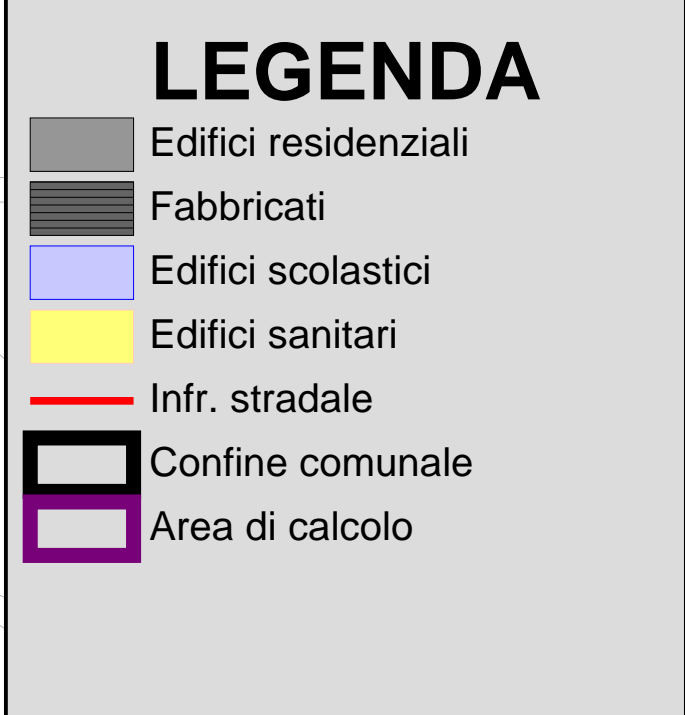 LEGENDA
Edifici residenziali
Fabbricati
Edifici scolastici
Edifici sanitari
Infr. stradale
Confine comunale
Area di calcolo